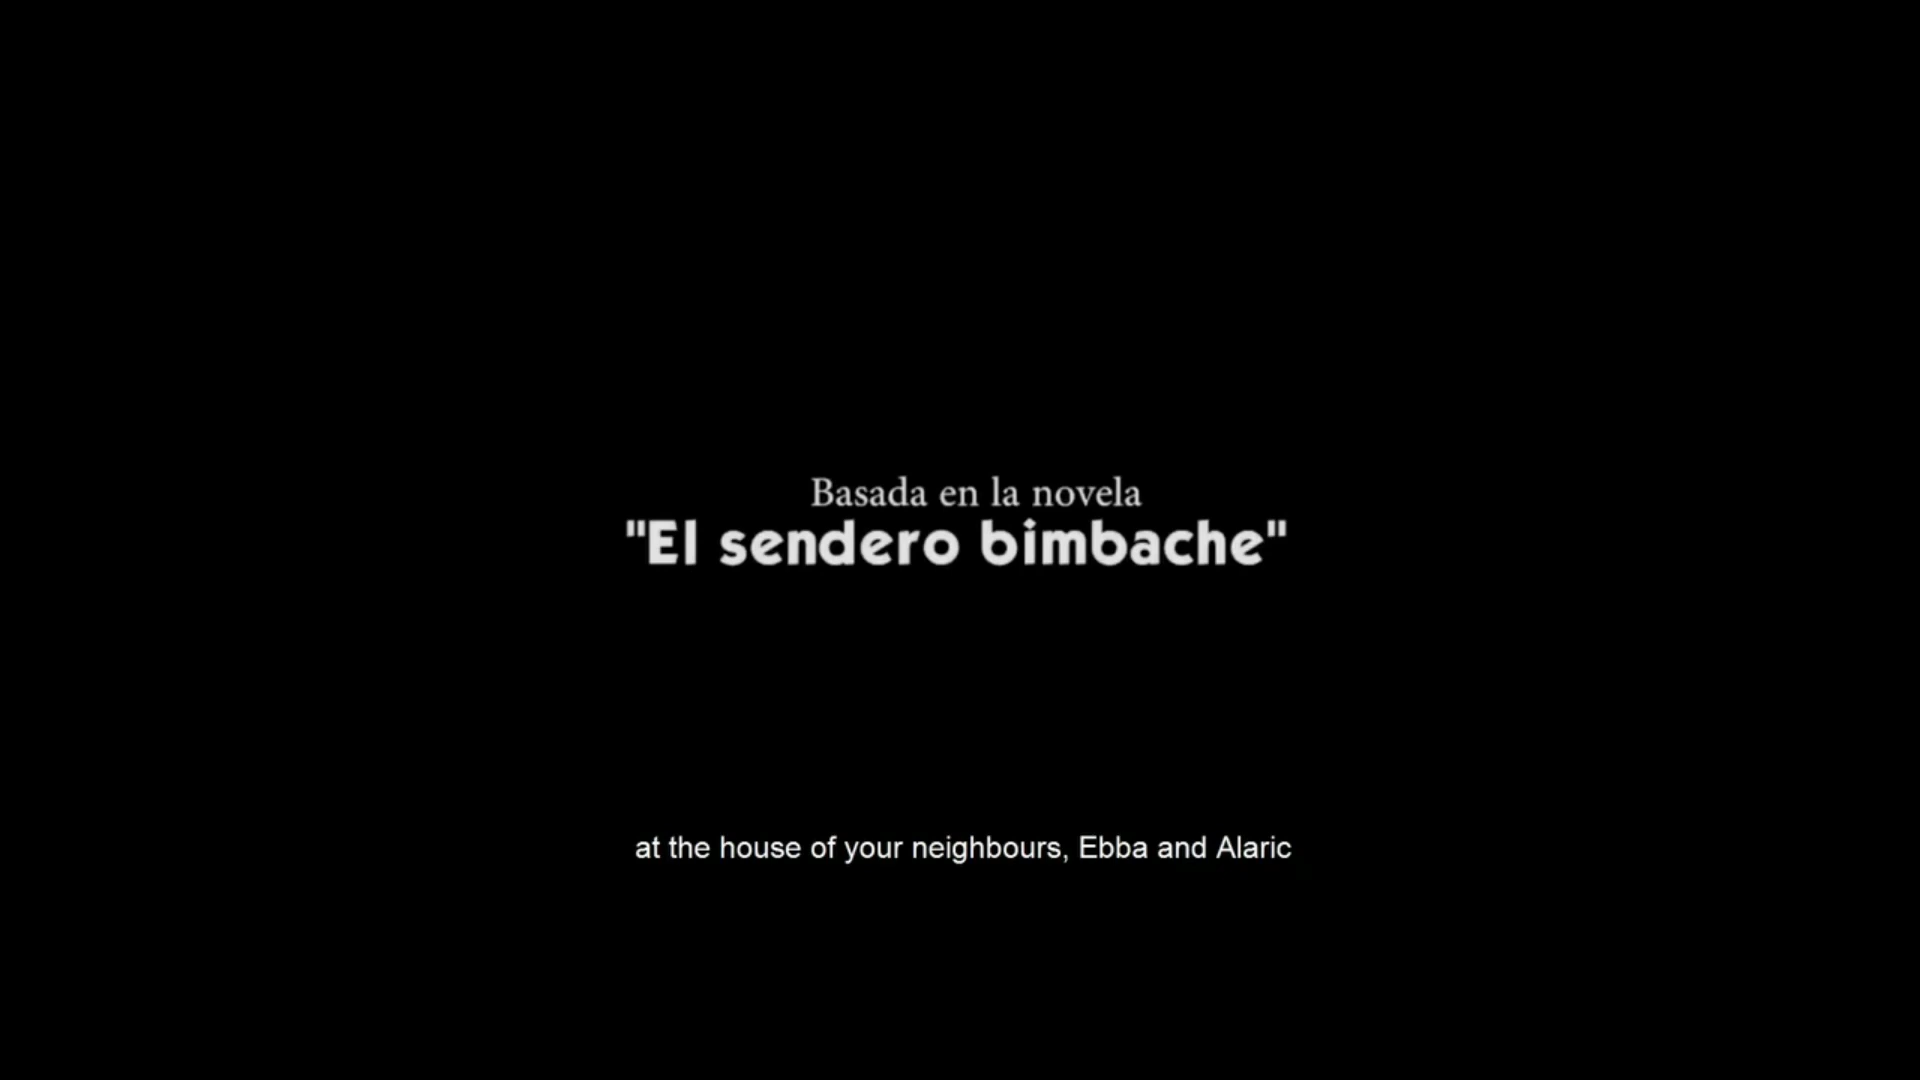 Basada en la novela
"El sendero bimbache"
at the house of your neighbours, Ebba and Alaric